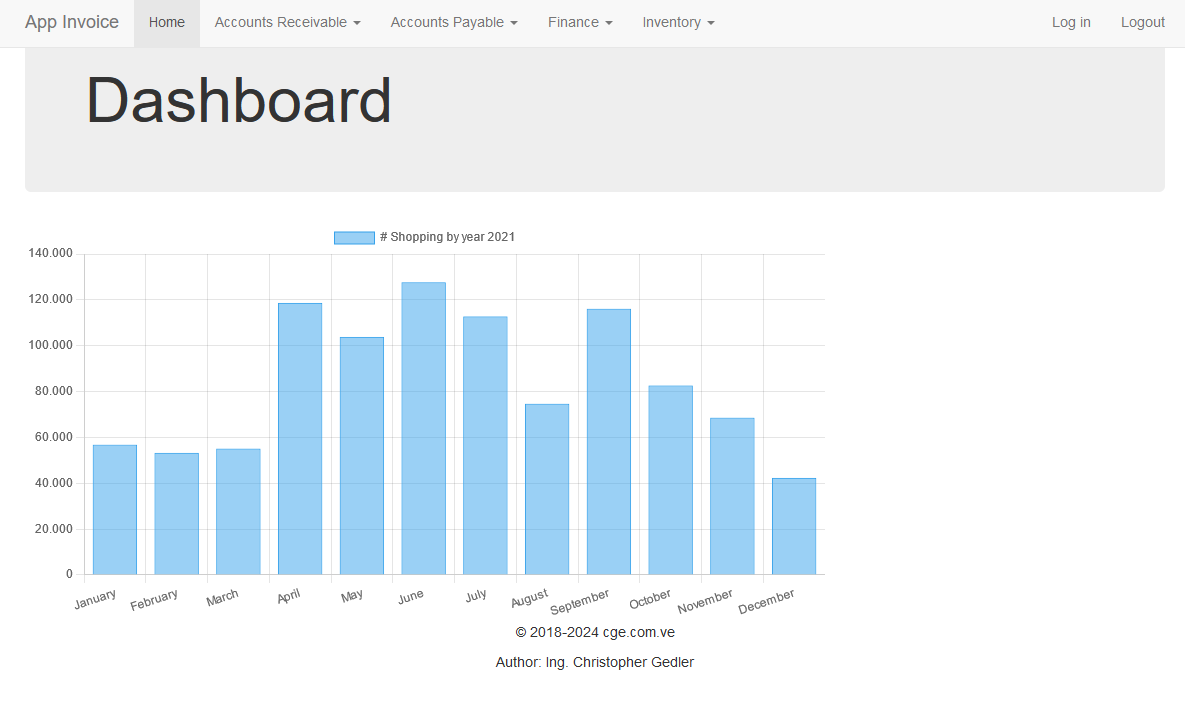 App Invoice Home Accounts Receivable Accounts Payable Finance Inventory Log in Logout
Dashboard
# Shopping by year 2021
140.000
120.000
100.000
80.000
60.000
40.000
20.000
0
January February March April May June July August September October November December
© 2018-2024 cge.com.ve
Author: Ing. Christopher Gedler